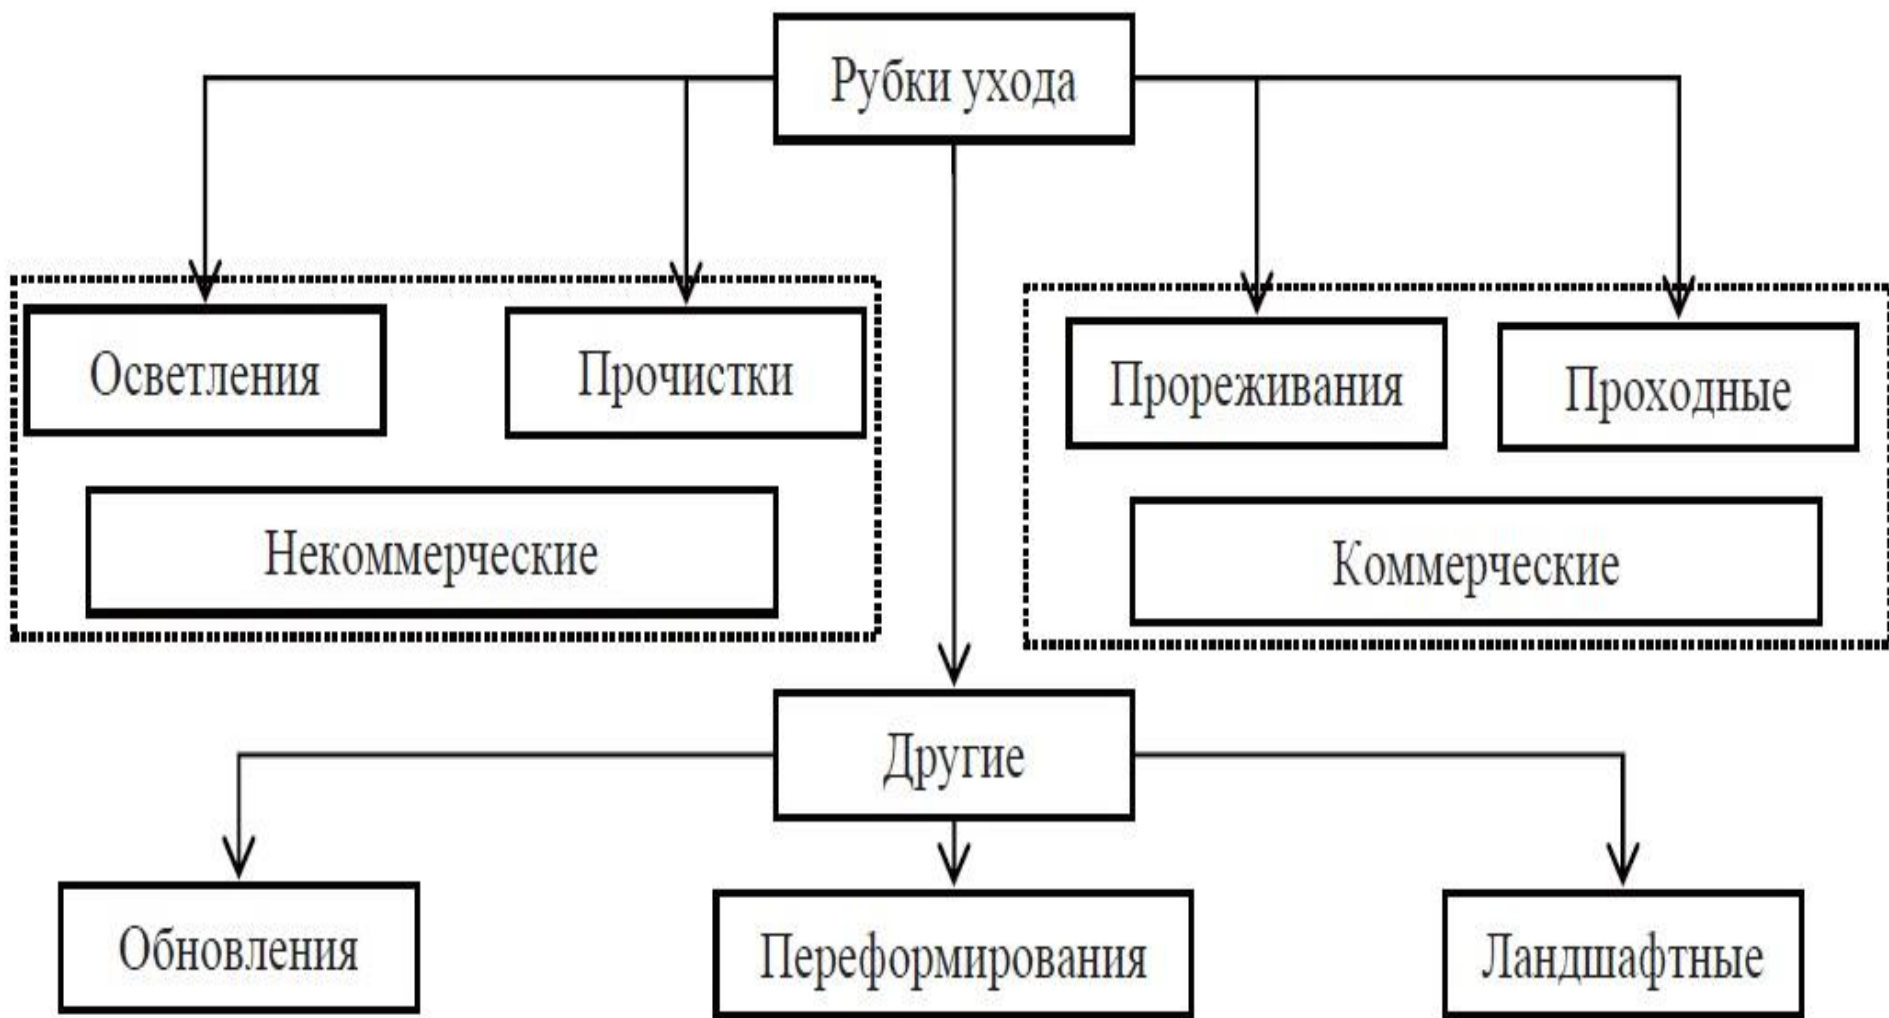 Рубки ухода
Осветления
Прочистки
Прореживания
Проходные
Некоммерческие
Коммерческие
Другие
Обновления
Переформирования
Ландшафтные